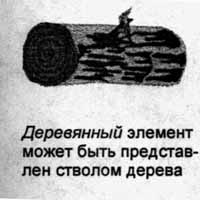 Деревянный элемент
может быть представ-
лен стволом дерева